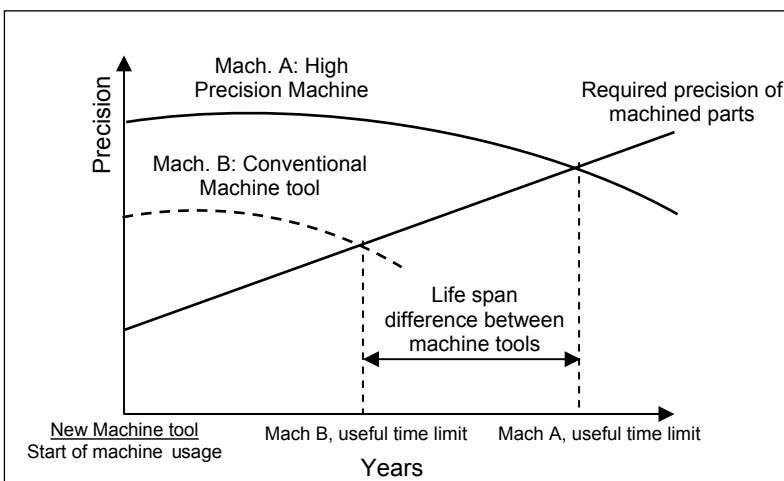 Mach. A: High
Precision Machine
Required precision of
machined parts
Precision
Mach. B: Conventional
Machine tool
Life span
difference between
machine tools
New Machine tool
Start of machine usage
Mach B, useful time limit
Mach A, useful time limit
Years